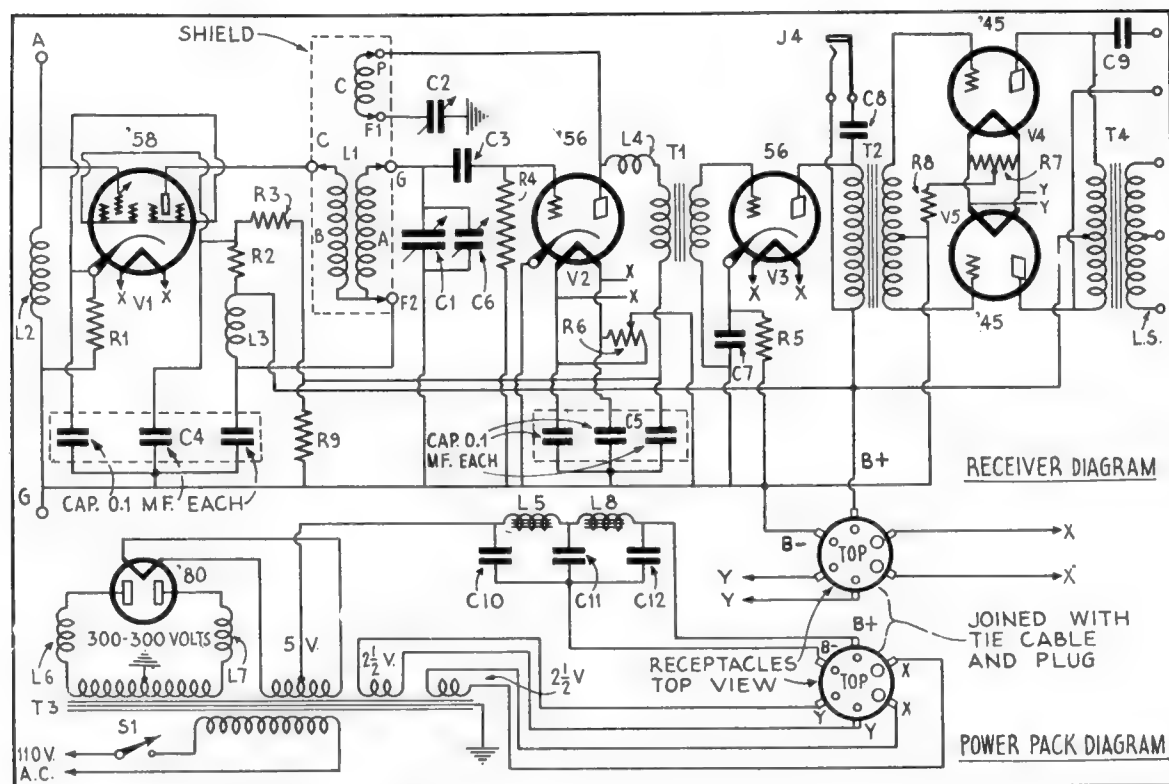 A
SHIELD
P
C
C2
F1
'58
C
L1
G
C3
'56
L4
T1
56
J4
C8
T2
'45
V4
R7
R8
C9
T4
R3
R4
B
A
R2
C1
C6
V2
X
X
V3
X
X
V5
Y
Y
L2
X
V1
X
R1
L3
F2
R6
C7
R5
'45
L.S.
C4
R9
CAP. 0.1
MF. EACH
C5
CAP. 0.1 MF. EACH
G
B+
RECEIVER DIAGRAM
L5
L8
B-
TOP
X
X
Y
Y
'80
C10
C11
C12
300-300 VOLTS
5 V.
L6
L7
2½ V.
2½ V
B+
B-
JOINED WITH
TIE CABLE
AND PLUG
RECEPTACLES
TOP VIEW
TOP
X
X
Y
Y
T3
S1
110 V.
A.C.
POWER PACK DIAGRAM